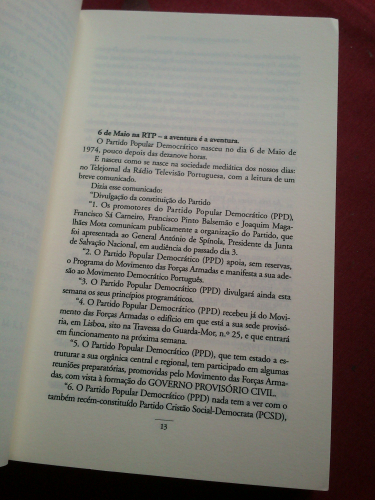 6 de Maio na RTP – a aventura é a aventura.
O Partido Popular Democrático nasceu no dia 6 de Maio de
1974, pouco depois das dezanove horas.
E nasceu como se nasce na sociedade mediática dos nossos dias:
no Telejornal da Rádio Televisão Portuguesa, com a leitura de um
breve comunicado.
Dizia esse comunicado:
"Divulgação da constituição do Partido
"1. Os promotores do Partido Popular Democrático (PPD),
Francisco Sá Carneiro, Francisco Pinto Balsemão e Joaquim Maga-
lhães Mota comunicam publicamente a organização do Partido, que
foi apresentado ao General António de Spínola, Presidente da Junta
de Salvação Nacional, em audiência do passado dia 3.
"2. O Partido Popular Democrático (PPD) apoia, sem reservas,
o Programa do Movimento das Forças Armadas e manifesta a sua ade-
são ao Movimento Democrático Português.
"3. O Partido Popular Democrático (PPD) divulgará ainda esta
semana os seus princípios programáticos.
"4. O Partido Popular Democrático (PPD) recebeu já do Movi-
mento das Forças Armadas o edifício em que está a sua sede provisó-
ria, em Lisboa, sito na Travessa do Guarda-Mor, n.º 25, e que entrará
em funcionamento na próxima semana.
"5. O Partido Popular Democrático (PPD), que tem estado a es-
truturar a sua orgânica central e regional, tem participado em algumas
reuniões preparatórias, promovidas pelo Movimento das Forças Arma-
das, com vista à formação do GOVERNO PROVISÓRIO CIVIL.
"6. O Partido Popular Democrático (PPD) nada tem a ver com o
também recém-constituído Partido Cristão Social-Democrata (PCSD),
13